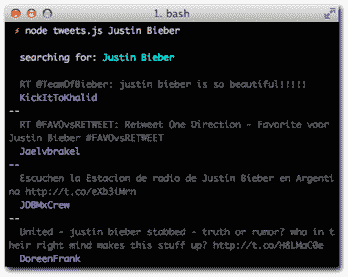 1. bash
⚡ node tweets.js Justin Bieber
searching for: Justin Bieber
RT @TeamOfBieber: justin bieber is so beautiful!!!!!
KickItToKhalid
--
RT @FAVOvsRETWEET: Retweet One Direction - Favorite voor
Justin Bieber #FAVOvsRETWEET
Jaelvbrakel
--
Escuchen la Estacion de radio de Justin Bieber en Argenti
na http://t.co/eXb3iMrn
JDBMxCrew
--
United - justin bieber stabbed - truth or rumor? who in t
heir right mind makes this stuff up? http://t.co/H8LMaC0e
DoreenFrank